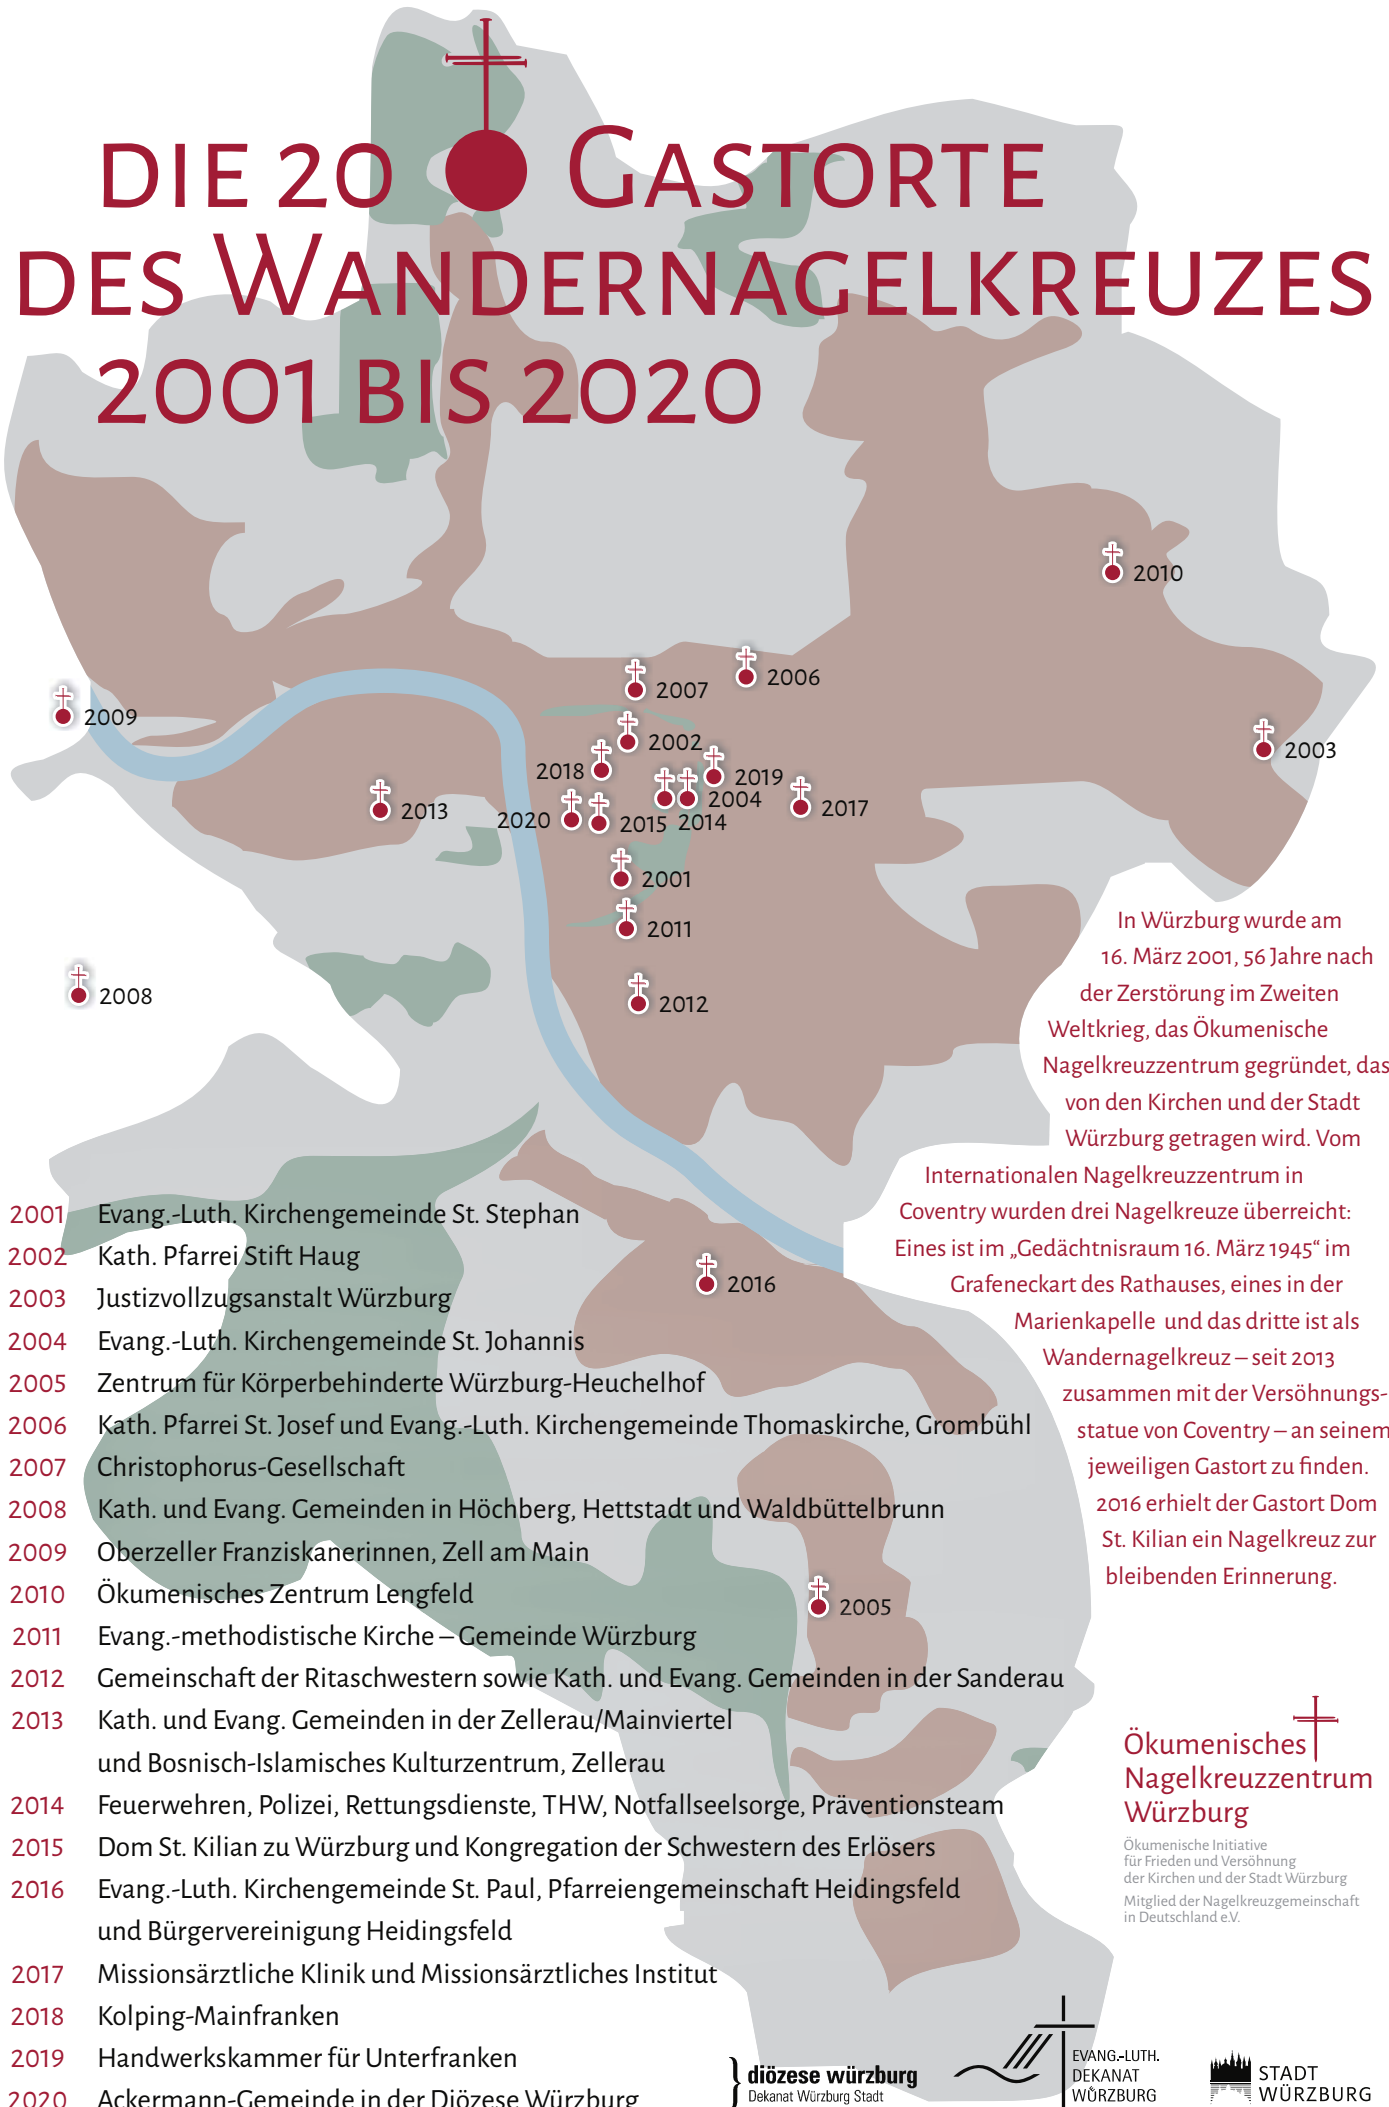 DIE 20 GASTORTE
DES WANDERNAGELKREUZES
2001 BIS 2020
2010
2007
2006
2009
2002
2003
2018
2019
2013
2004
2017
2020
2015
2014
2001
2011
2008
2012
2016
2005
In Würzburg wurde am
16. März 2001, 56 Jahre nach
der Zerstörung im Zweiten
Weltkrieg, das Ökumenische
Nagelkreuzzentrum gegründet, das
von den Kirchen und der Stadt
Würzburg getragen wird. Vom
Internationalen Nagelkreuzzentrum in
Coventry wurden drei Nagelkreuze überreicht:
Eines ist im „Gedächtnisraum 16. März 1945“ im
Grafeneckart des Rathauses, eines in der
Marienkapelle und das dritte ist als
Wandernagelkreuz – seit 2013
zusammen mit der Versöhnungs-
statue von Coventry – an seinem
jeweiligen Gastort zu finden.
2016 erhielt der Gastort Dom
St. Kilian ein Nagelkreuz zur
bleibenden Erinnerung.
2001 Evang.-Luth. Kirchengemeinde St. Stephan
2002 Kath. Pfarrei Stift Haug
2003 Justizvollzugsanstalt Würzburg
2004 Evang.-Luth. Kirchengemeinde St. Johannis
2005 Zentrum für Körperbehinderte Würzburg-Heuchelhof
2006 Kath. Pfarrei St. Josef und Evang.-Luth. Kirchengemeinde Thomaskirche, Grombühl
2007 Christophorus-Gesellschaft
2008 Kath. und Evang. Gemeinden in Höchberg, Hettstadt und Waldbüttelbrunn
2009 Oberzeller Franziskanerinnen, Zell am Main
2010 Ökumenisches Zentrum Lengfeld
2011 Evang.-methodistische Kirche – Gemeinde Würzburg
2012 Gemeinschaft der Ritaschwestern sowie Kath. und Evang. Gemeinden in der Sanderau
2013 Kath. und Evang. Gemeinden in der Zellerau/Mainviertel
und Bosnisch-Islamisches Kulturzentrum, Zellerau
2014 Feuerwehren, Polizei, Rettungsdienste, THW, Notfallseelsorge, Präventionsteam
2015 Dom St. Kilian zu Würzburg und Kongregation der Schwestern des Erlösers
2016 Evang.-Luth. Kirchengemeinde St. Paul, Pfarreiengemeinschaft Heidingsfeld
und Bürgervereinigung Heidingsfeld
2017 Missionsärztliche Klinik und Missionsärztliches Institut
2018 Kolping-Mainfranken
2019 Handwerkskammer für Unterfranken
2020 Ackermann-Gemeinde in der Diözese Würzburg
Ökumenisches
Nagelkreuzzentrum
Würzburg
Ökumenische Initiative
für Frieden und Versöhnung
der Kirchen und der Stadt Würzburg
Mitglied der Nagelkreuzgemeinschaft
in Deutschland e.V.
diözese würzburg
Dekanat Würzburg Stadt
EVANG.-LUTH.
DEKANAT
WÜRZBURG
STADT
WÜRZBURG